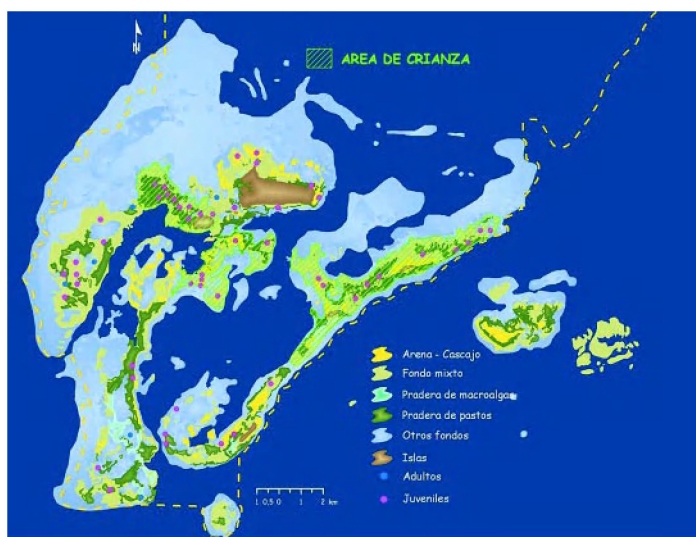 N
AREA DE CRIANZA
Arena - Cascajo
Fondo mixto
Pradera de macroalgas
Pradera de pastos
Otros fondos
Islas
Adultos
Juveniles
1 0,5 0 1 2 km